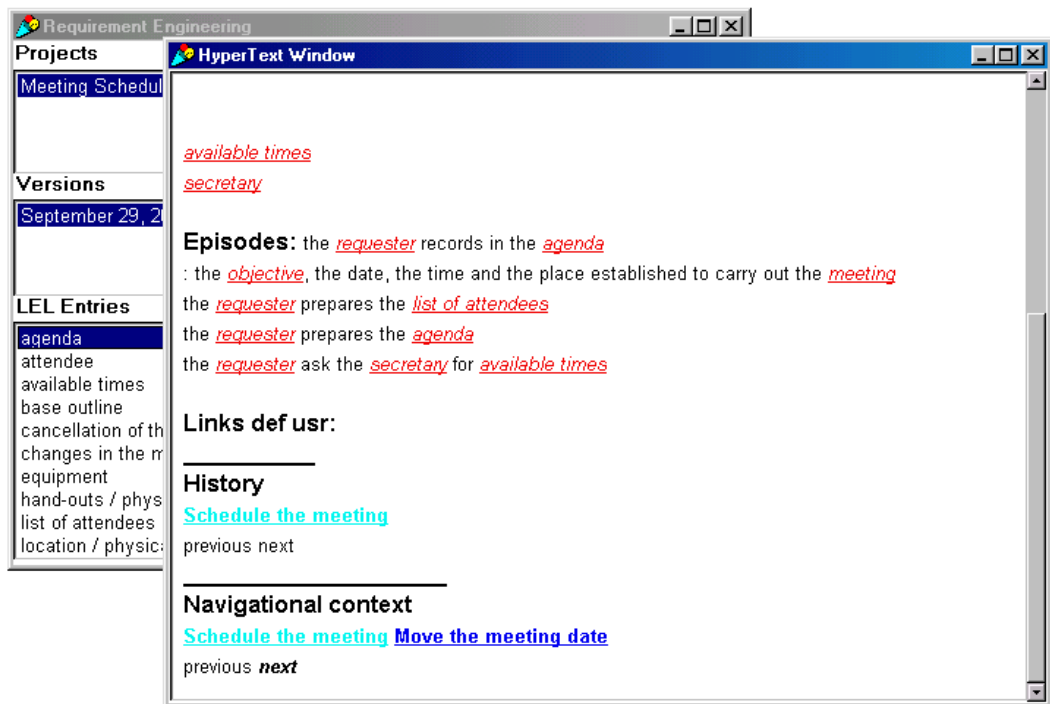 Requirement Engineering
Projects
Meeting Schedul
Versions
September 29, 2
LEL Entries
agenda
attendee
available times
base outline
cancellation of th
changes in the m
equipment
hand-outs / phys
list of attendees
location / physic
HyperText Window
available times
secretary
Episodes: the requester records in the agenda
: the objective, the date, the time and the place established to carry out the meeting
the requester prepares the list of attendees
the requester prepares the agenda
the requester ask the secretary for available times
Links def usr:
History
Schedule the meeting
previous next
Navigational context
Schedule the meeting Move the meeting date
previous next